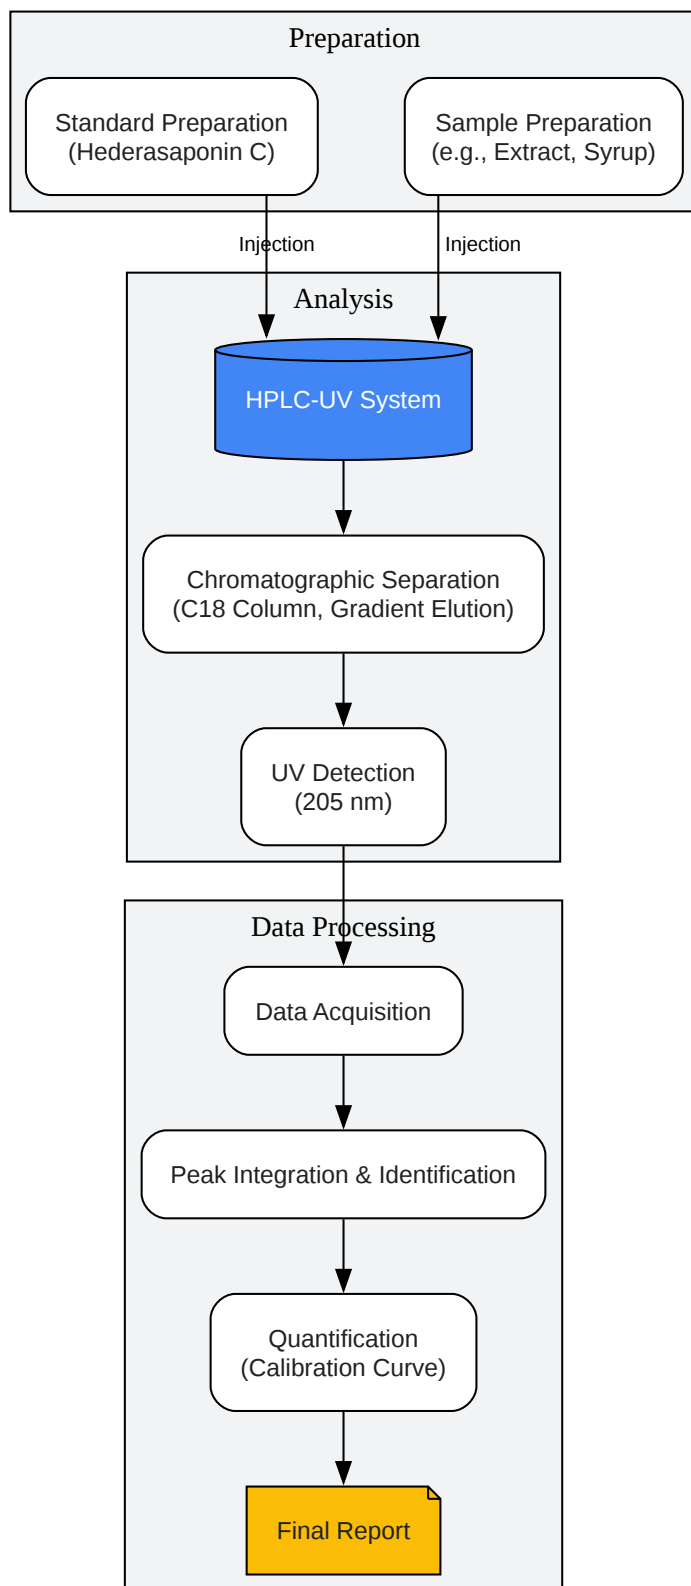 Preparation
Standard Preparation
(Hederasaponin C)
Sample Preparation
(e.g., Extract, Syrup)
Injection
Injection
Analysis
HPLC-UV System
Chromatographic Separation
(C18 Column, Gradient Elution)
UV Detection
(205 nm)
Data Processing
Data Acquisition
Peak Integration & Identification
Quantification
(Calibration Curve)
Final Report